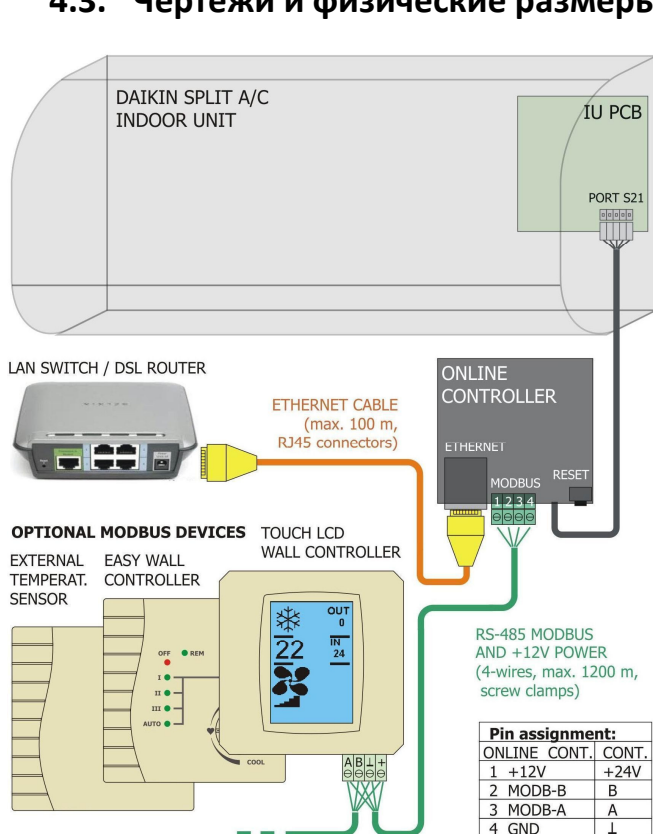 4.3. Чертежи и физические размеры
DAIKIN SPLIT A/C
INDOOR UNIT
IU PCB
PORT S21
LAN SWITCH / DSL ROUTER
ONLINE
CONTROLLER
ETHERNET CABLE
(max. 100 m,
RJ45 connectors)
ETHERNET
MODBUS
RESET
1 2 3 4
OPTIONAL MODBUS DEVICES
EXTERNAL
TEMPERAT.
SENSOR
EASY WALL
CONTROLLER
TOUCH LCD
WALL CONTROLLER
OFF
REM
I
II
III
AUTO
COOL
OUT
0
22
IN
24
A B ⊥ +
RS-485 MODBUS
AND +12V POWER
(4-wires, max. 1200 m,
screw clamps)
Pin assignment:
ONLINE CONT. CONT.
1 +12V +24V
2 MODB-B B
3 MODB-A A
4 GND ⊥